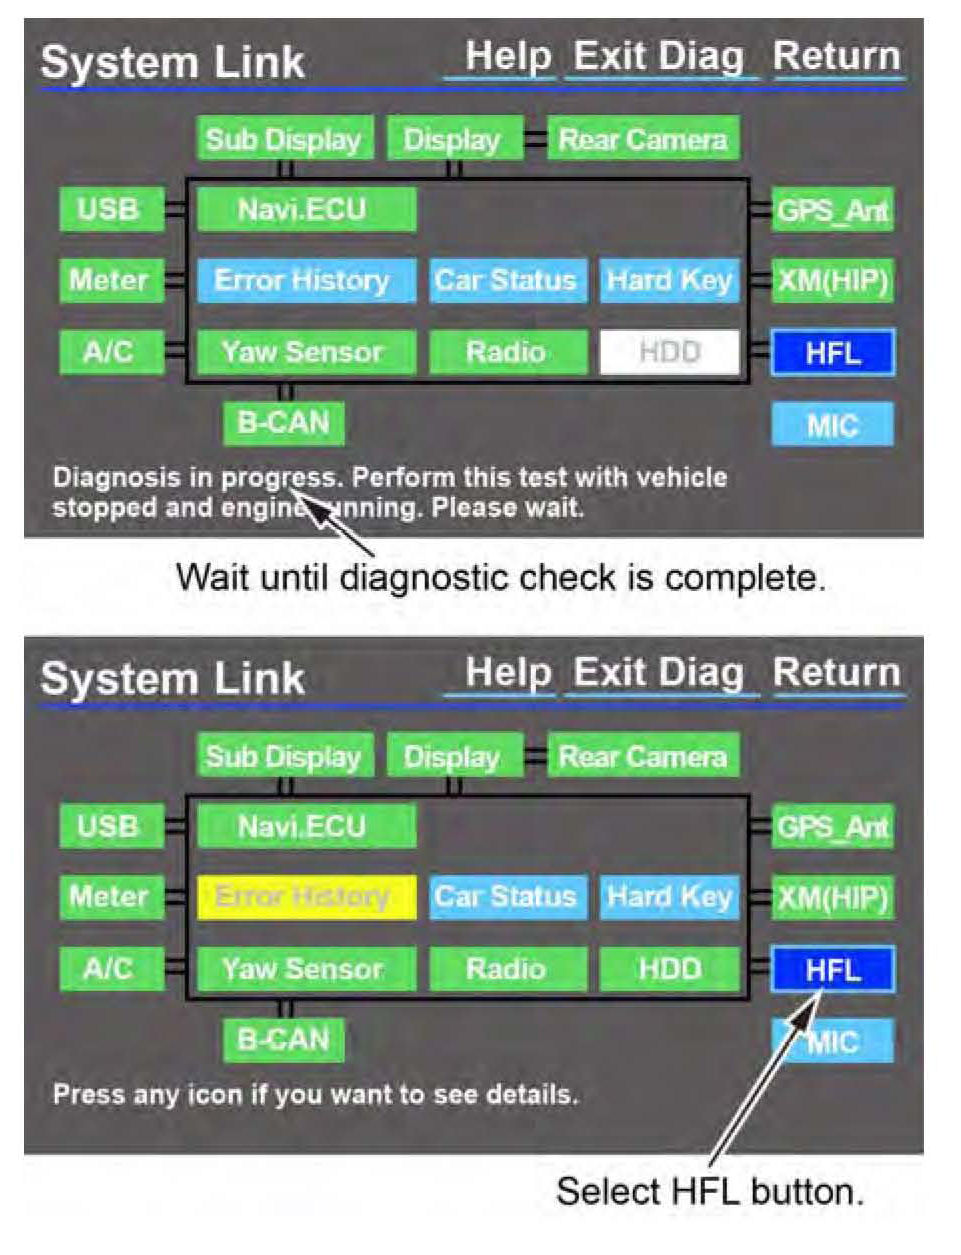 System Link Help Exit Diag Return
Sub Display Display Rear Camera
USB Navi.ECU GPS_Ant
Meter Error History Car Status Hard Key XM(HIP)
A/C Yaw Sensor Radio HDD HFL
B-CAN MIC
Diagnosis in progress. Perform this test with vehicle
stopped and engine running. Please wait.
Wait until diagnostic check is complete.
System Link Help Exit Diag Return
Sub Display Display Rear Camera
USB Navi.ECU GPS_Ant
Meter Error History Car Status Hard Key XM(HIP)
A/C Yaw Sensor Radio HDD HFL
B-CAN MIC
Press any icon if you want to see details.
Select HFL button.